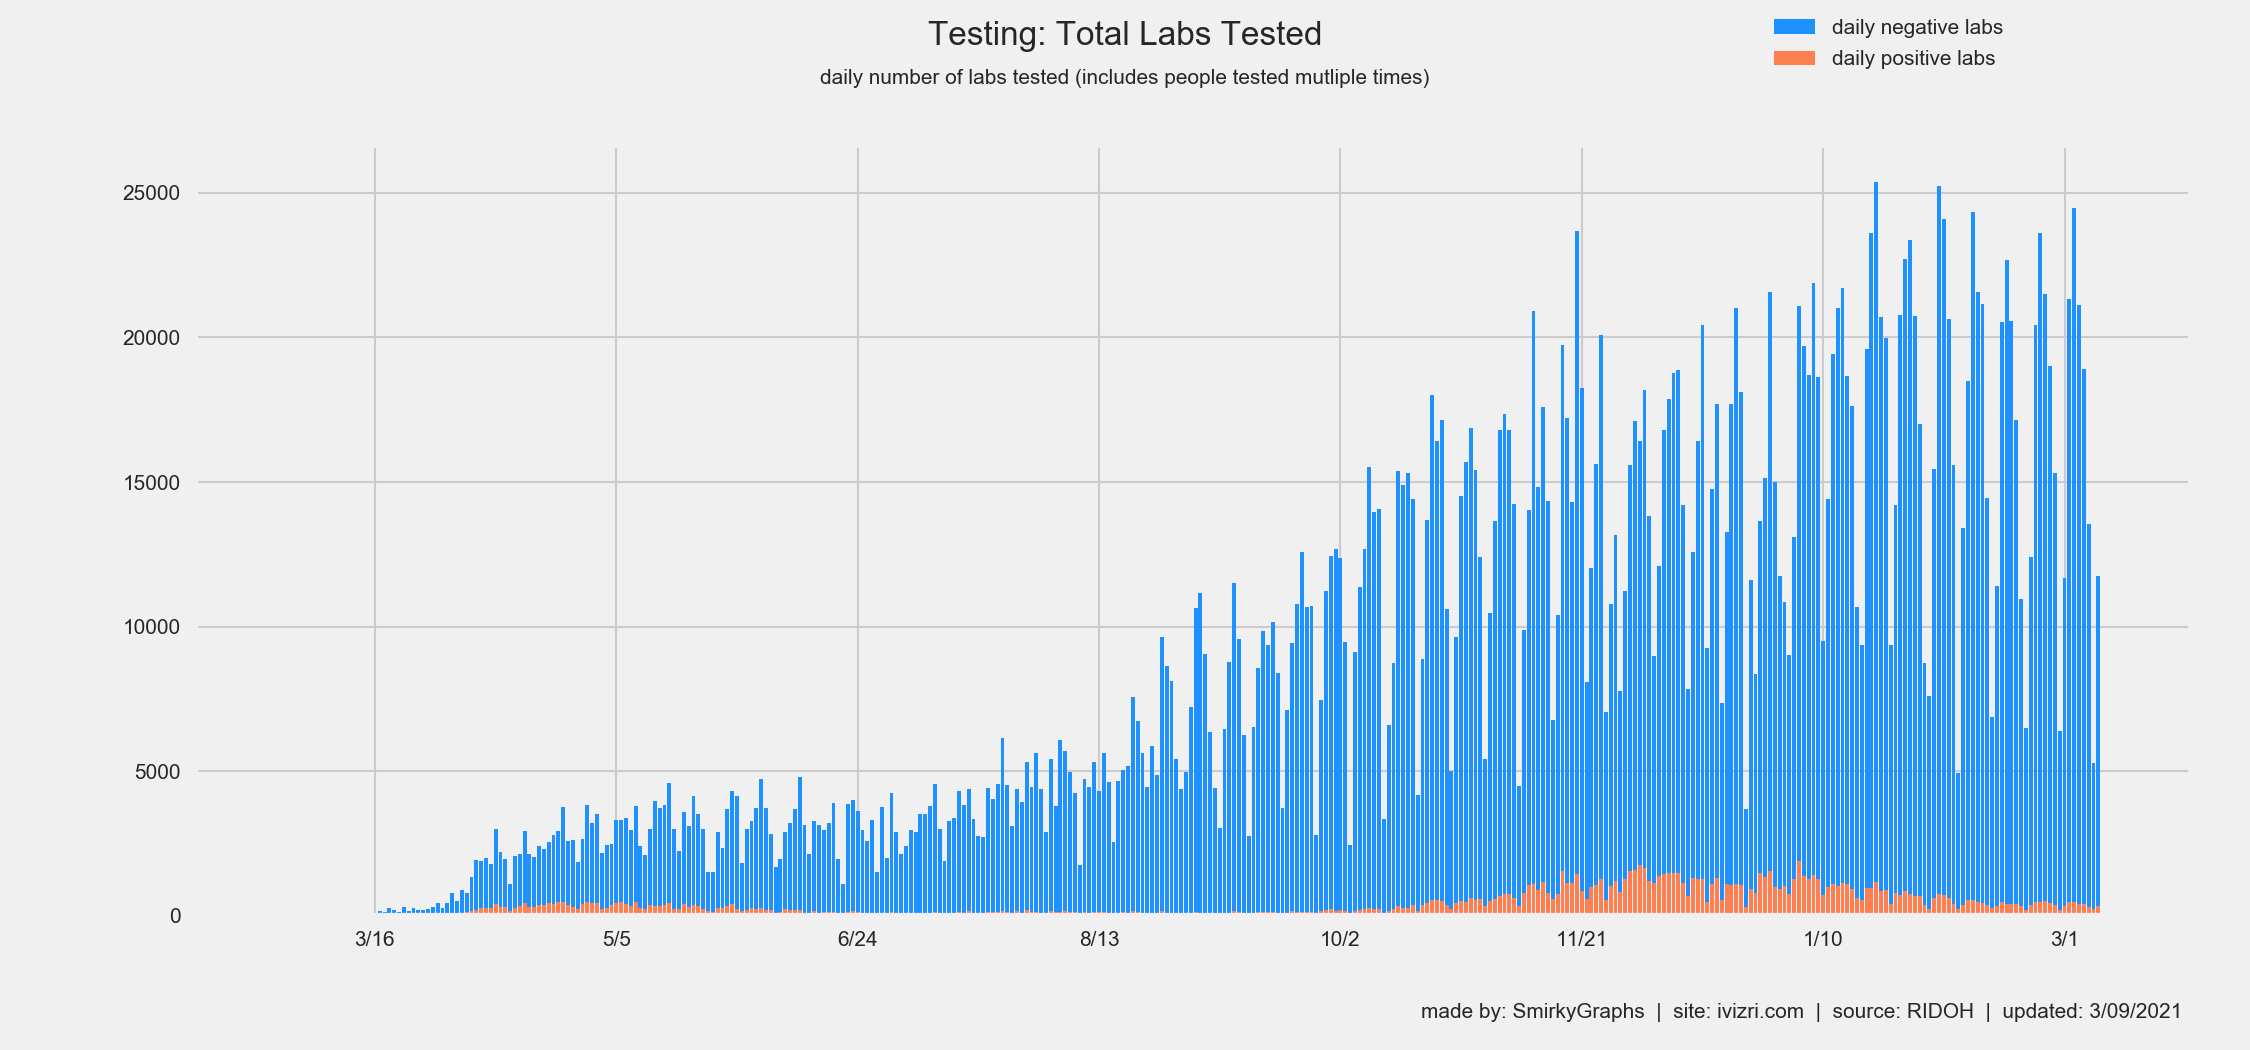 Testing: Total Labs Tested
daily number of labs tested (includes people tested mutliple times)
daily negative labs
daily positive labs
25000
20000
15000
10000
5000
0
3/16 5/5 6/24 8/13 10/2 11/21 1/10 3/1
made by: SmirkyGraphs | site: ivizri.com | source: RIDOH | updated: 3/09/2021